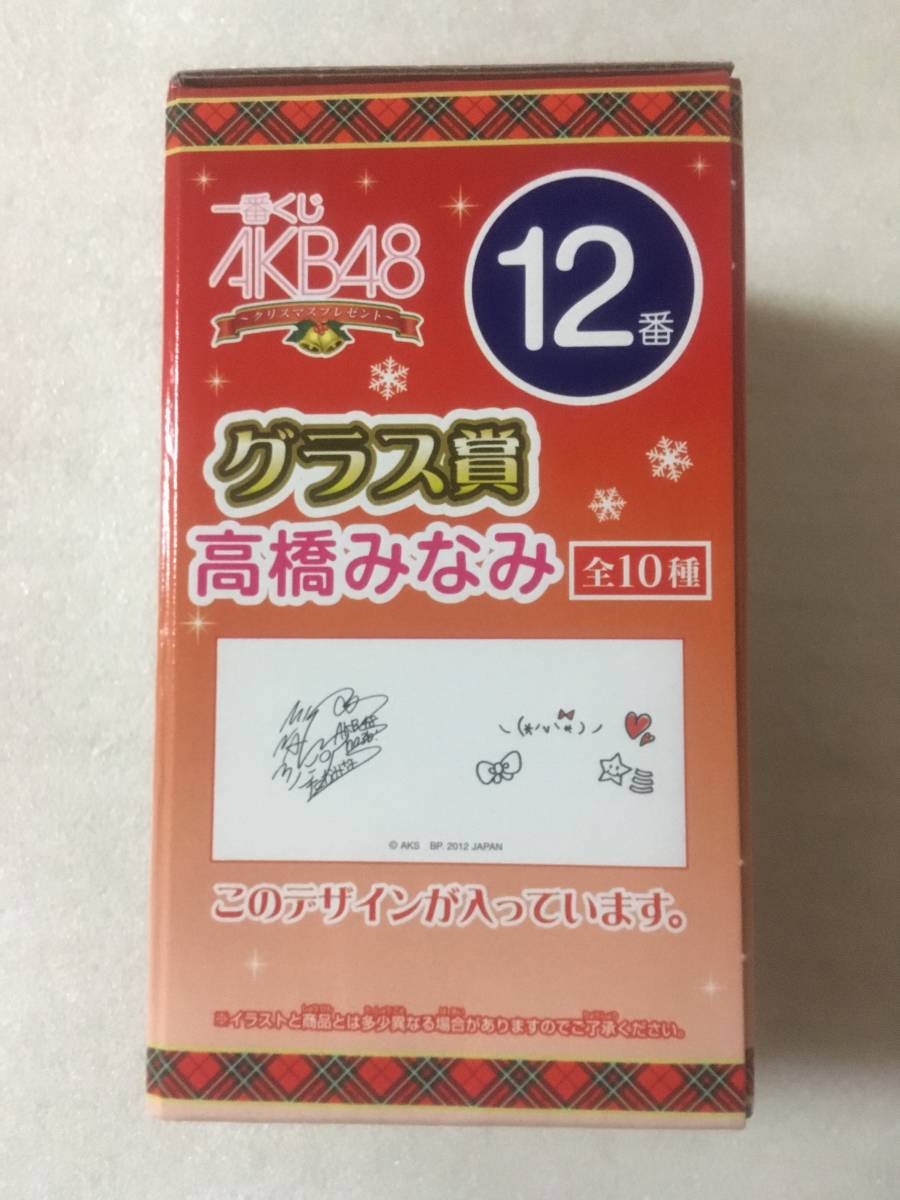 一番くじ
AKB48
～クリスマスプレゼント～
12番
グラス賞
高橋みなみ
全10種
AKB48
© AKS BP. 2012 JAPAN
このデザインが入っています。
※イラストと商品とは多少異なる場合がありますのでご了承ください。